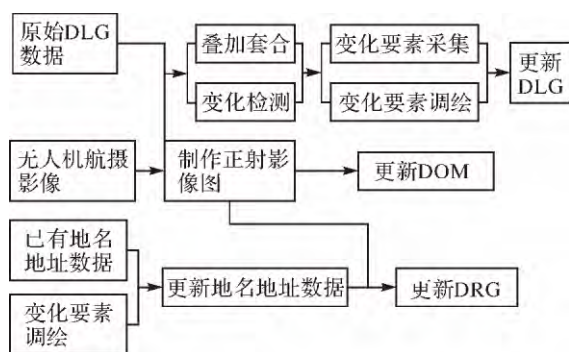 原始DLG
数据
叠加套合
变化检测
变化要素采集
变化要素调绘
更新
DLG
无人机航摄
影像
制作正射影
像图
更新DOM
已有地名
地址数据
变化要素
调绘
更新地名地址数据
更新DRG